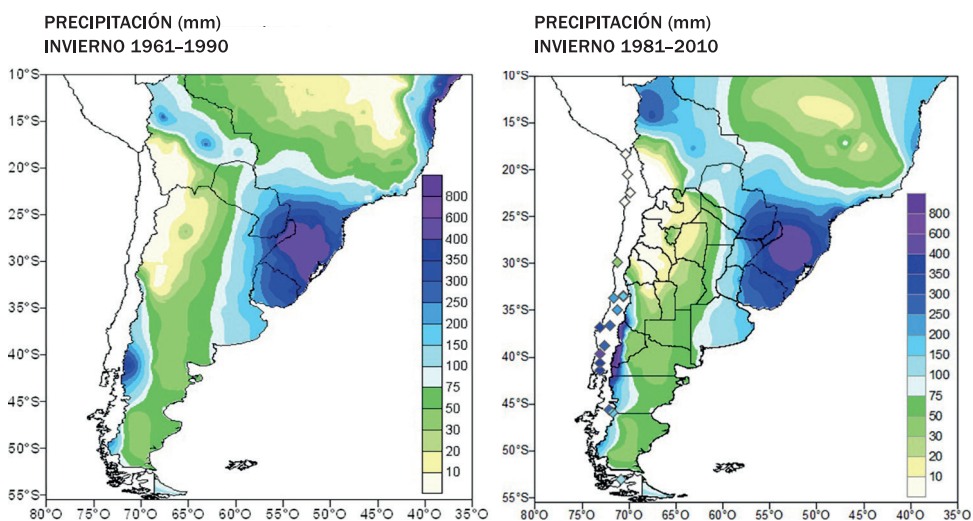 PRECIPITACIÓN (mm)
INVIERNO 1961–1990
10°S
15°S
20°S
25°S
30°S
35°S
40°S
45°S
50°S
55°S
80°O 75°O 70°O 65°O 60°O 55°O 50°O 45°O 40°O 35°O
800
600
400
350
300
250
200
150
100
75
50
30
20
10
PRECIPITACIÓN (mm)
INVIERNO 1981–2010
10°S
15°S
20°S
25°S
30°S
35°S
40°S
45°S
50°S
55°S
80°O 75°O 70°O 65°O 60°O 55°O 50°O 45°O 40°O 35°O
800
600
400
350
300
250
200
150
100
75
50
30
20
10